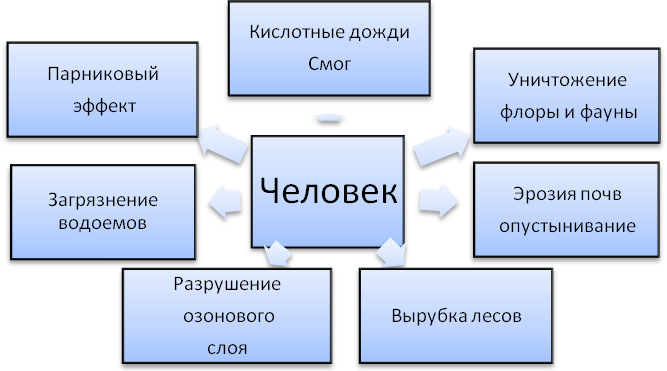 Кислотные дожди
Смог
Парниковый
эффект
Уничтожение
флоры и фауны
Человек
Загрязнение
водоемов
Эрозия почв
опустынивание
Разрушение
озонового
слоя
Вырубка лесов